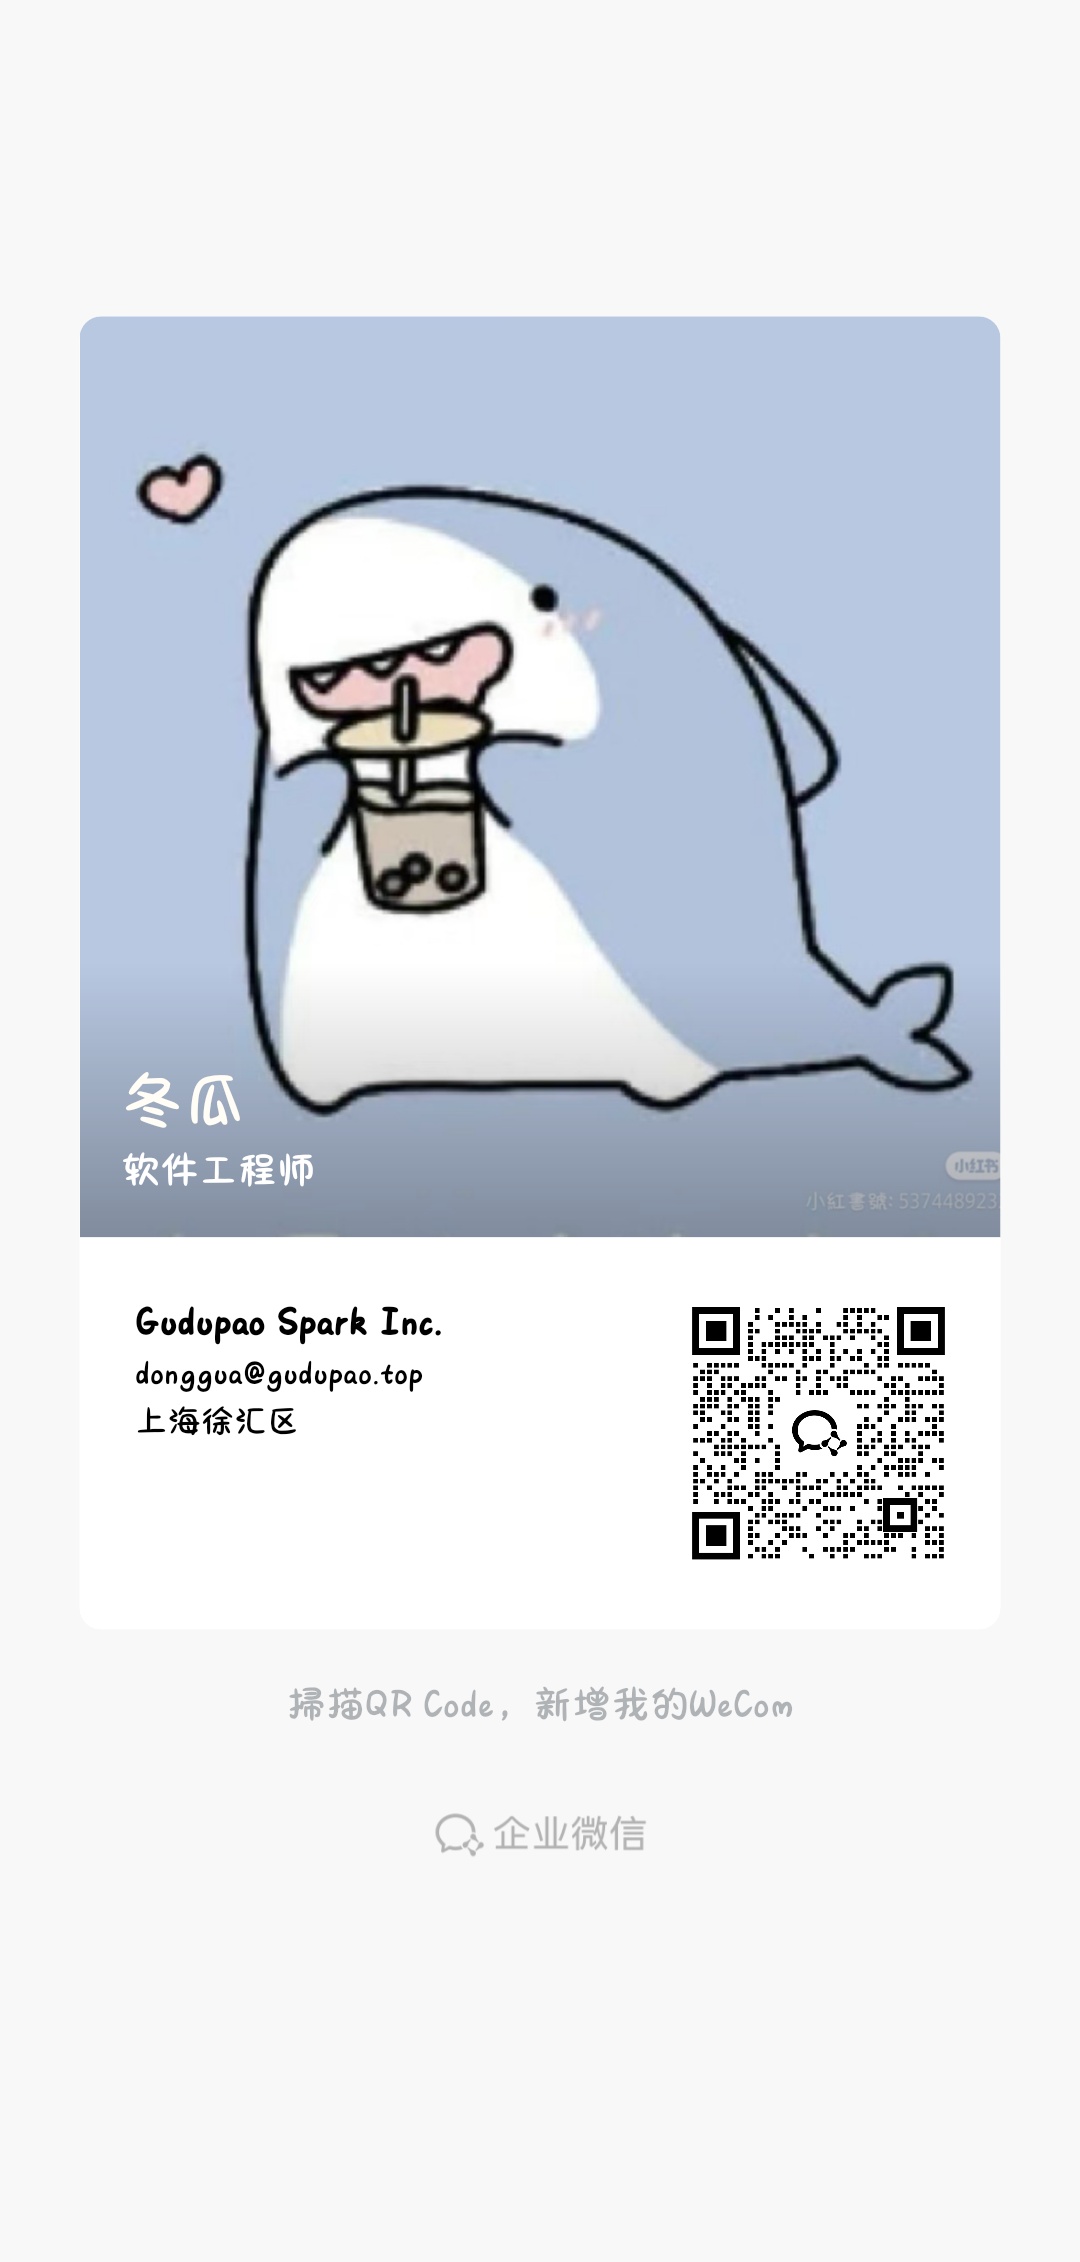 冬瓜
软件工程师
小红书
小紅書號: 537448923
Gudupao Spark Inc.
donggua@gudupao.top
上海徐汇区
掃描QR Code，新增我的WeCom
企业微信